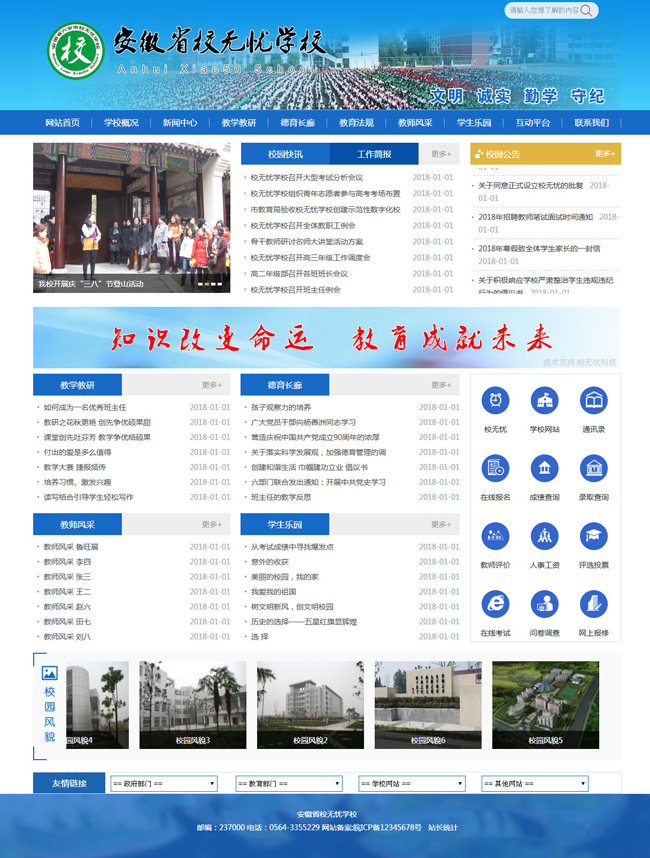 请输入您想了解的内容
安徽省校无忧学校
Anhui Xiao5u School
文明 诚实 勤学 守纪
网站首页 学校概况 新闻中心 教学教研 德育长廊 教育法规 教师风采 学生乐园 互动平台 联系我们
我校开展庆“三八”节登山活动
校园快讯 工作简报 更多+
校无忧学校召开大型考试分析会议 2018-01-01
校无忧学校组织青年志愿者参与高考考场布置 2018-01-01
市教育局验收校无忧学校创建示范性数字化校 2018-01-01
校无忧学校召开全体教职工例会 2018-01-01
骨干教师研讨名师大讲堂活动方案 2018-01-01
校无忧学校召开高三年级工作调度会 2018-01-01
高二年级部召开各班班长会议 2018-01-01
校无忧学校召开班主任例会 2018-01-01
校园公告 更多+
关于同意正式设立校无忧的批复 2018-
01-01
2018年招聘教师笔试面试时间通知 2018-
01-01
2018年寒假致全体学生家长的一封信
2018-01-01
关于积极响应学校严肃整治学生违规违纪
行为的倡议书 2018-01-01
知识改变命运 教育成就未来
技术支持:校无忧科技
教学教研 更多+
如何成为一名优秀班主任 2018-01-01
教研之花秋更艳 创先争优硕果甜 2018-01-01
课堂创先吐芬芳 教学争优结硕果 2018-01-01
付出的爱是多么值得 2018-01-01
教学大赛 捷报频传 2018-01-01
培养习惯、激发兴趣 2018-01-01
读写结合引导学生轻松写作 2018-01-01
德育长廊 更多+
孩子观察力的培养 2018-01-01
广大党员干部向杨善洲同志学习 2018-01-01
营造庆祝中国共产党成立90周年的浓厚 2018-01-01
关于落实科学发展观，加强德育管理的调 2018-01-01
创建和谐生活 巾帼建功立业 倡议书 2018-01-01
六部门联合发出通知：开展中共党史学习 2018-01-01
班主任的教学反思 2018-01-01
教师风采 更多+
教师风采 鲁旺展 2018-01-01
教师风采 李四 2018-01-01
教师风采 张三 2018-01-01
教师风采 王二 2018-01-01
教师风采 赵六 2018-01-01
教师风采 田七 2018-01-01
教师风采 刘八 2018-01-01
学生乐园 更多+
从考试成绩中寻找爆发点 2018-01-01
意外的收获 2018-01-01
美丽的校园，我的家 2018-01-01
我爱我的祖国 2018-01-01
树文明新风，创文明校园 2018-01-01
历史的选择——五星红旗显辉煌 2018-01-01
选 择 2018-01-01
校无忧 学校网站 通讯录
在线报名 成绩查询 录取查询
教师评价 人事工资 评选投票
在线考试 问卷调查 网上报修
校园风貌
园风貌4 校园风貌3 校园风貌2 校园风貌6 校园风貌5
友情链接 == 政府部门 == == 教育部门 == == 学校网站 == == 其他网站 ==
安徽省校无忧学校
邮编：237000 电话：0564-3355229 网站备案:皖ICP备12345678号 站长统计